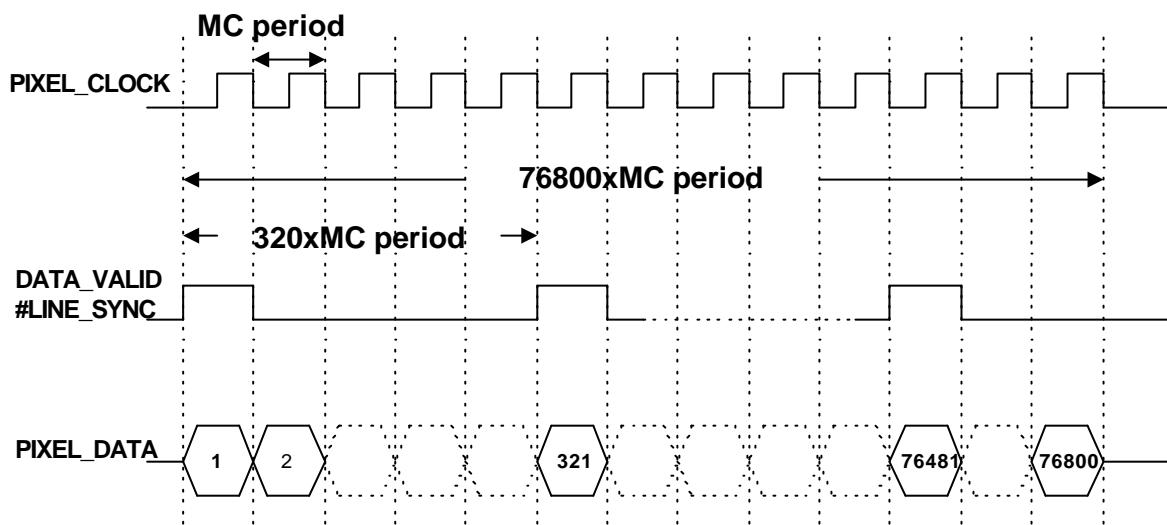 MC period
PIXEL_CLOCK
76800xMC period
320xMC period
DATA_VALID
#LINE_SYNC
PIXEL_DATA
1
2
321
76481
76800